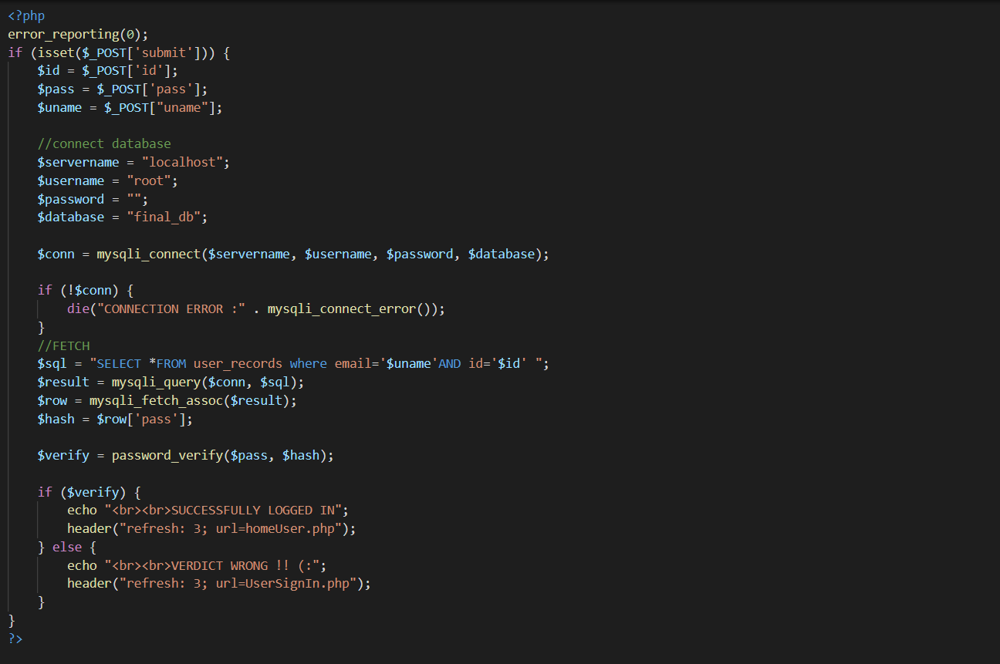 <?php
error_reporting(0);
if (isset($_POST['submit'])) {
    $id = $_POST['id'];
    $pass = $_POST['pass'];
    $uname = $_POST["uname"];

    //connect database
    $servername = "localhost";
    $username = "root";
    $password = "";
    $database = "final_db";

    $conn = mysqli_connect($servername, $username, $password, $database);

    if (!$conn) {
        die("CONNECTION ERROR :" . mysqli_connect_error());
    }
    //FETCH
    $sql = "SELECT *FROM user_records where email='$uname'AND id='$id' ";
    $result = mysqli_query($conn, $sql);
    $row = mysqli_fetch_assoc($result);
    $hash = $row['pass'];

    $verify = password_verify($pass, $hash);

    if ($verify) {
        echo "<br><br>SUCCESSFULLY LOGGED IN";
        header("refresh: 3; url=homeUser.php");
    } else {
        echo "<br><br>VERDICT WRONG !! (:";
        header("refresh: 3; url=UserSignIn.php");
    }
}
?>